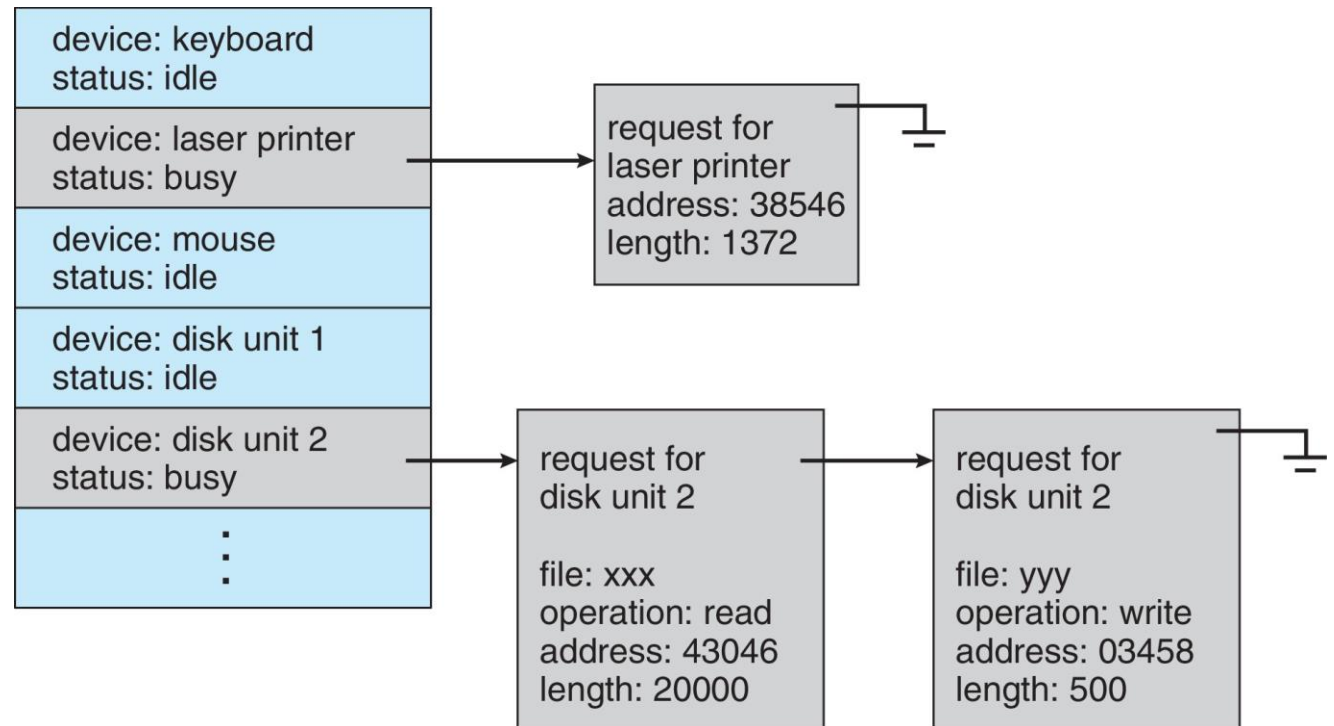 device: keyboard
status: idle
device: laser printer
status: busy
device: mouse
status: idle
device: disk unit 1
status: idle
device: disk unit 2
status: busy
request for
laser printer
address: 38546
length: 1372
request for
disk unit 2
file: xxx
operation: read
address: 43046
length: 20000
request for
disk unit 2
file: yyy
operation: write
address: 03458
length: 500